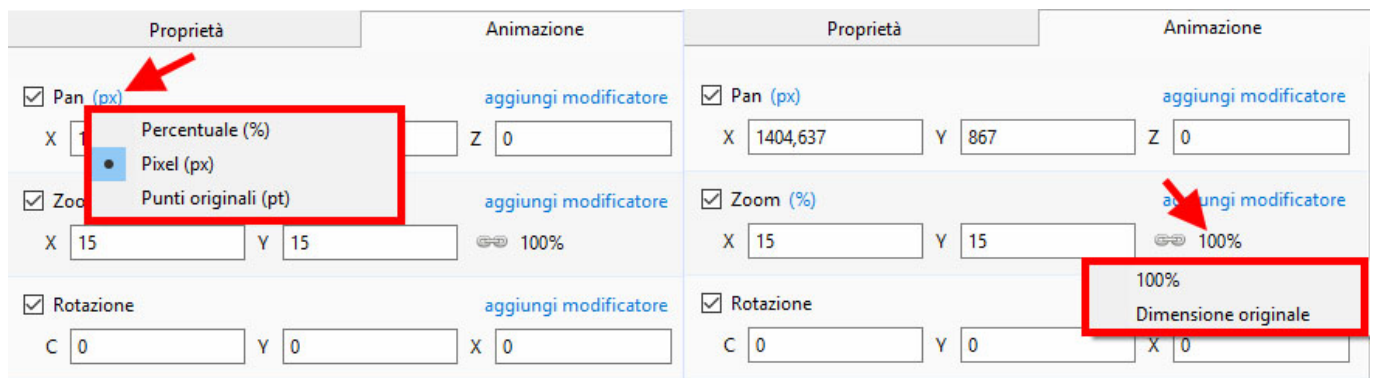 Proprietà Animazione
Pan (px) aggiungi modificatore
Percentuale (%)
X 1 Z 0
Pixel (px)
Punti originali (pt)
Zoo aggiungi modificatore
X 15 Y 15 100%
Rotazione aggiungi modificatore
C 0 Y 0 X 0
Proprietà Animazione
Pan (px) aggiungi modificatore
X 1404,637 Y 867 Z 0
Zoom (%) aggiungi modificatore
X 15 Y 15 100%
100%
Dimensione originale
Rotazione
C 0 Y 0 X 0